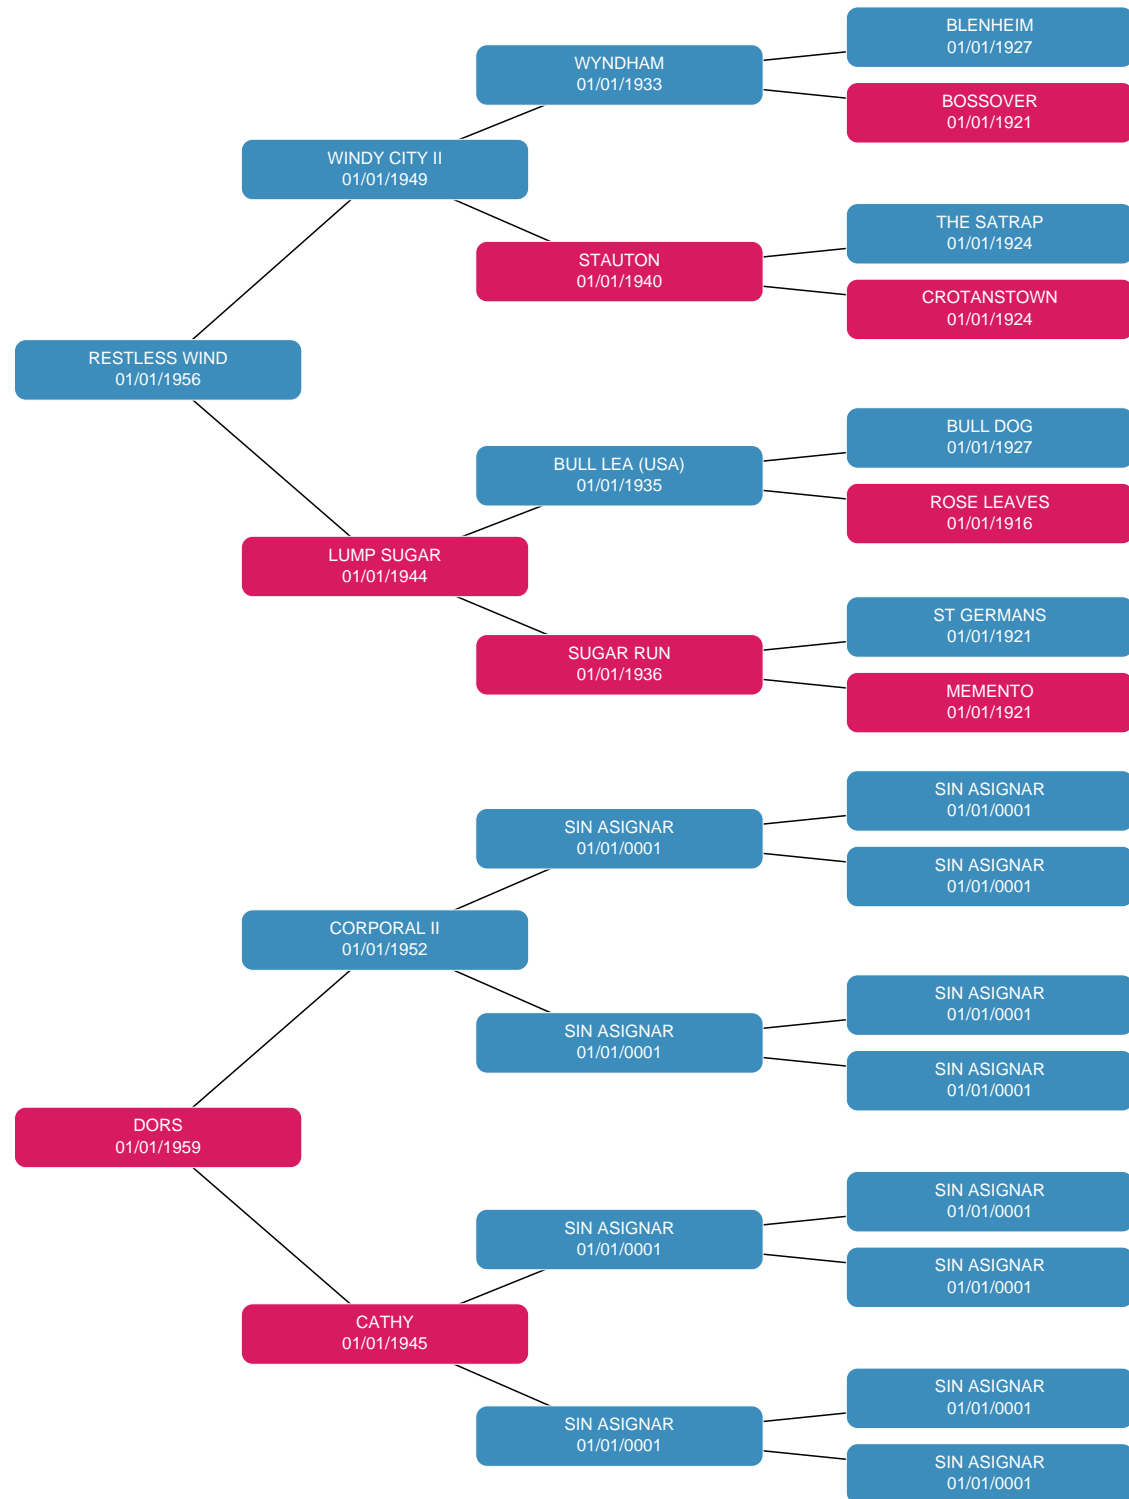 BLENHEIM
01/01/1927
WYNDHAM
01/01/1933
BOSSOVER
01/01/1921
WINDY CITY II
01/01/1949
THE SATRAP
01/01/1924
STAUTON
01/01/1940
CROTANSTOWN
01/01/1924
RESTLESS WIND
01/01/1956
BULL DOG
01/01/1927
BULL LEA (USA)
01/01/1935
ROSE LEAVES
01/01/1916
LUMP SUGAR
01/01/1944
ST GERMANS
01/01/1921
SUGAR RUN
01/01/1936
MEMENTO
01/01/1921
SIN ASIGNAR
01/01/0001
SIN ASIGNAR
01/01/0001
SIN ASIGNAR
01/01/0001
CORPORAL II
01/01/1952
SIN ASIGNAR
01/01/0001
SIN ASIGNAR
01/01/0001
SIN ASIGNAR
01/01/0001
DORS
01/01/1959
SIN ASIGNAR
01/01/0001
SIN ASIGNAR
01/01/0001
SIN ASIGNAR
01/01/0001
CATHY
01/01/1945
SIN ASIGNAR
01/01/0001
SIN ASIGNAR
01/01/0001
SIN ASIGNAR
01/01/0001